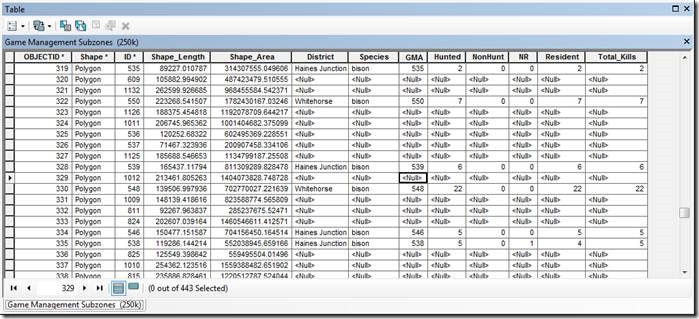 Table
Game Management Subzones (250k)
OBJECTID * Shape * ID * Shape_Length Shape_Area District Species GMA Hunted NonHunt NR Resident Total_Kills
319 Polygon 535 89227.010787 314307555.049606 Haines Junction bison 535 2 0 0 2 2
320 Polygon 609 105882.994902 487423479.510555 <Null> <Null> <Null> <Null> <Null> <Null> <Null> <Null>
321 Polygon 1132 262599.926685 968455584.542371 <Null> <Null> <Null> <Null> <Null> <Null> <Null> <Null>
322 Polygon 550 223268.541507 1782430167.03246 Whitehorse bison 550 7 0 0 7 7
323 Polygon 1126 188375.454818 1192078709.644217 <Null> <Null> <Null> <Null> <Null> <Null> <Null> <Null>
324 Polygon 1011 206745.965362 1001404682.375099 <Null> <Null> <Null> <Null> <Null> <Null> <Null> <Null>
325 Polygon 536 120252.68322 602495369.228551 <Null> <Null> <Null> <Null> <Null> <Null> <Null> <Null>
326 Polygon 537 71467.323936 200907458.334106 <Null> <Null> <Null> <Null> <Null> <Null> <Null> <Null>
327 Polygon 1125 185688.546653 1134799187.25508 <Null> <Null> <Null> <Null> <Null> <Null> <Null> <Null>
328 Polygon 539 165437.11794 811309289.828478 Haines Junction bison 539 6 0 0 6 6
329 Polygon 1012 213461.805263 1404073828.748728 <Null> <Null> <Null> <Null> <Null> <Null> <Null> <Null>
330 Polygon 548 139506.997936 702770027.221639 Whitehorse bison 548 22 0 0 22 22
331 Polygon 1009 148139.418616 823588774.565809 <Null> <Null> <Null> <Null> <Null> <Null> <Null> <Null>
332 Polygon 811 92267.963837 285237675.52471 <Null> <Null> <Null> <Null> <Null> <Null> <Null> <Null>
333 Polygon 824 202607.039164 1460546611.412571 <Null> <Null> <Null> <Null> <Null> <Null> <Null> <Null>
334 Polygon 546 150477.151587 704156450.164514 Haines Junction bison 546 5 0 0 5 5
335 Polygon 538 119286.144214 552038945.659166 Haines Junction bison 538 5 0 1 4 5
336 Polygon 825 125549.398642 559495504.01496 <Null> <Null> <Null> <Null> <Null> <Null> <Null> <Null>
337 Polygon 1010 254362.123516 1559388482.651902 <Null> <Null> <Null> <Null> <Null> <Null> <Null> <Null>
338 Polygon 815 235886.828461 1220512787.524044 <Null> <Null> <Null> <Null> <Null> <Null> <Null> <Null>
329 (0 out of 443 Selected)
Game Management Subzones (250k)